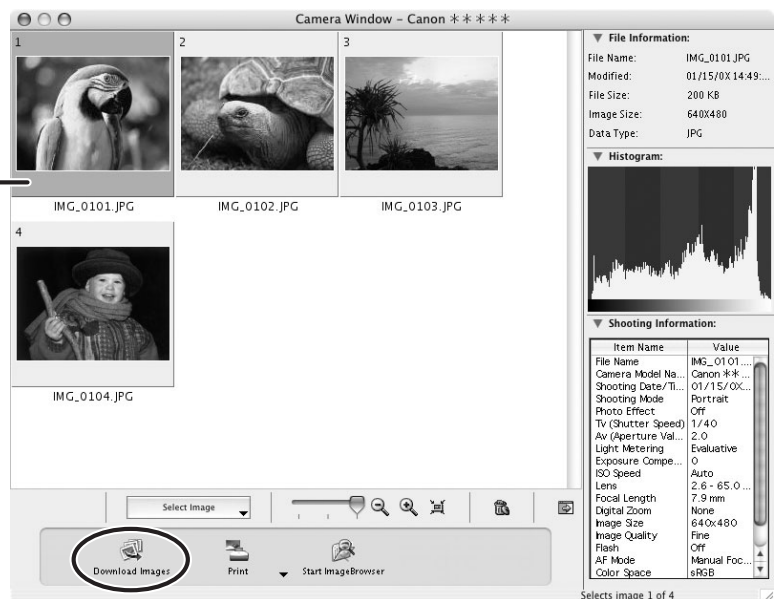 Camera Window - Canon ＊＊＊＊＊
1
2
3
IMG_0101.JPG
IMG_0102.JPG
IMG_0103.JPG
4
IMG_0104.JPG
Select Image
Download Images
Print
Start ImageBrowser
File Information:
File Name: IMG_0101.JPG
Modified: 01/15/0X 14:49:...
File Size: 200 KB
Image Size: 640X480
Data Type: JPG
Histogram:
Shooting Information:
Item Name Value
File Name IMG_0101....
Camera Model Na... Canon ＊＊ ...
Shooting Date/Ti... 01/15/0X...
Shooting Mode Portrait
Photo Effect Off
Tv (Shutter Speed) 1/40
Av (Aperture Val... 2.0
Light Metering Evaluative
Exposure Compe... 0
ISO Speed Auto
Lens 2.6 - 65.0 ...
Focal Length 7.9 mm
Digital Zoom None
Image Size 640x480
Image Quality Fine
Flash Off
AF Mode Manual Foc...
Color Space sRGB
Selects image 1 of 4